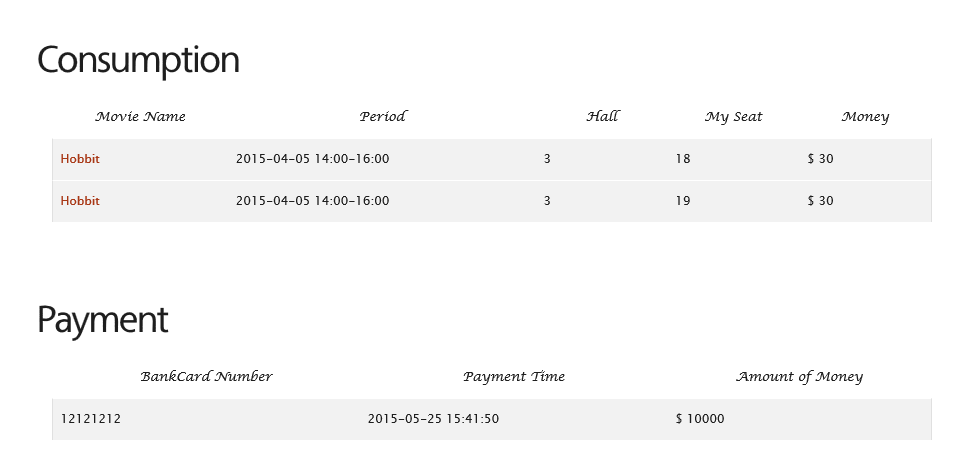 Consumption
Movie Name Period Hall My Seat Money
Hobbit 2015-04-05 14:00-16:00 3 18 $ 30
Hobbit 2015-04-05 14:00-16:00 3 19 $ 30
Payment
BankCard Number Payment Time Amount of Money
12121212 2015-05-25 15:41:50 $ 10000